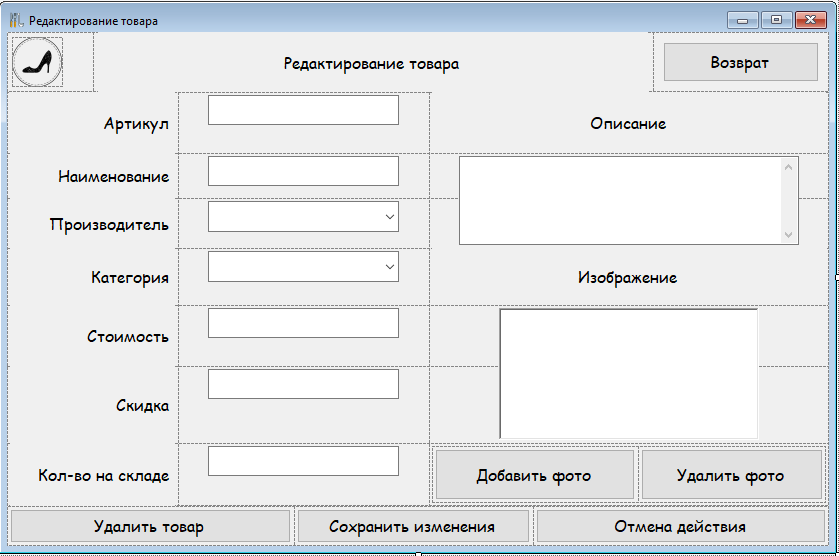 Редактирование товара
Редактирование товара
Возврат
Артикул
Описание
Наименование
Производитель
Категория
Изображение
Стоимость
Скидка
Кол-во на складе
Добавить фото
Удалить фото
Удалить товар
Сохранить изменения
Отмена действия